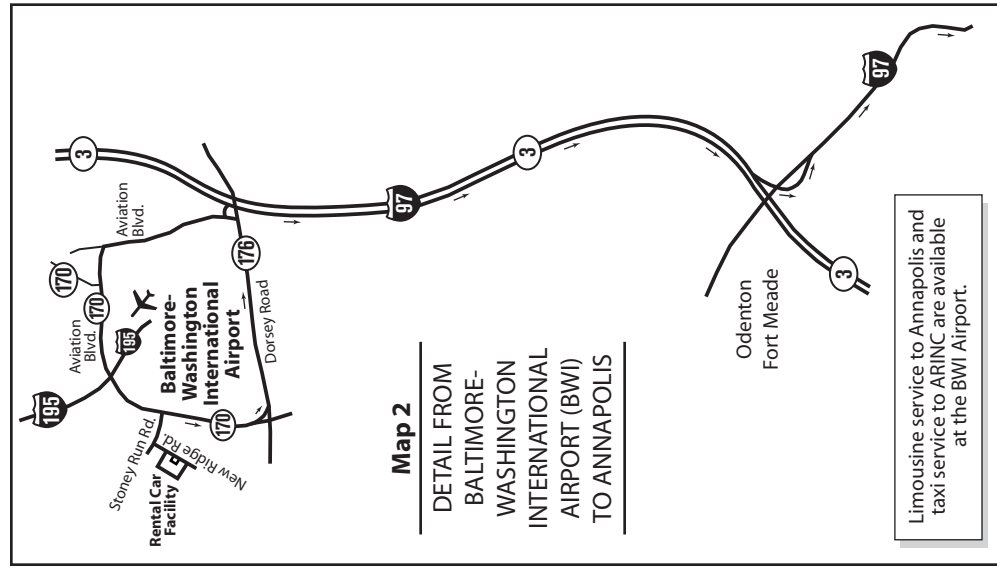 195
195
170
170
Aviation
Blvd.
Aviation
Blvd.
3
Stoney Run Rd.
New Ridge Rd.
Rental Car
Facility
Baltimore-
Washington
International
Airport
170
176
Dorsey Road
97
3
Map 2
DETAIL FROM
BALTIMORE-
WASHINGTON
INTERNATIONAL
AIRPORT (BWI)
TO ANNAPOLIS
Odenton
Fort Meade
3
97
Limousine service to Annapolis and
taxi service to ARINC are available
at the BWI Airport.